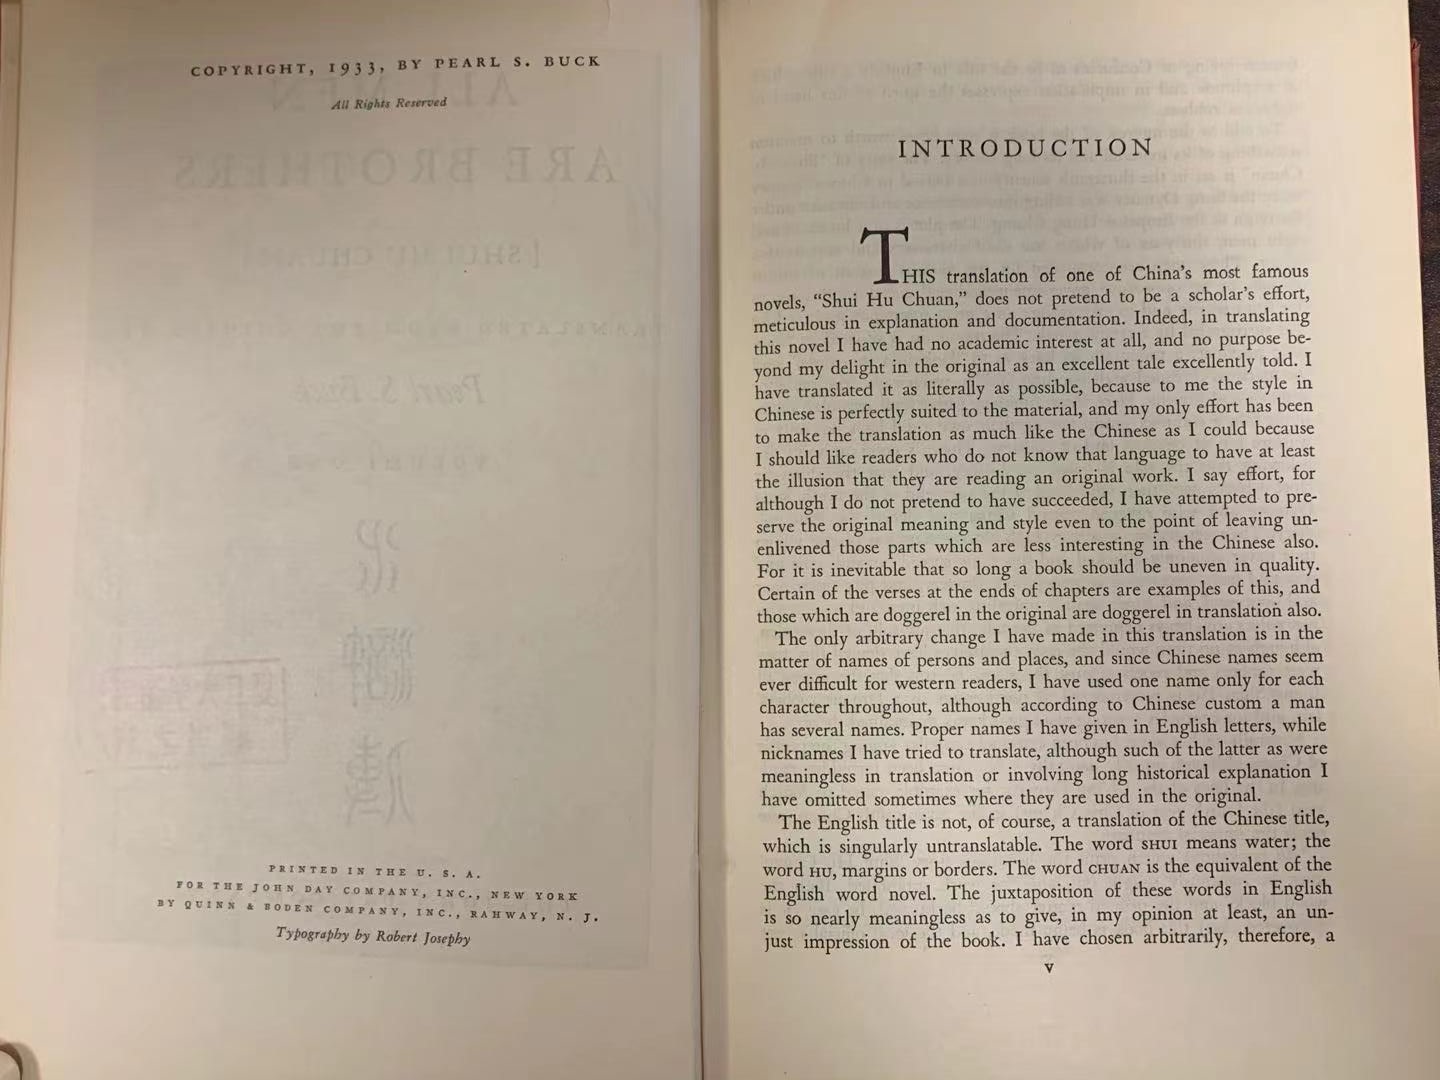 COPYRIGHT, 1933, BY PEARL S. BUCK
All Rights Reserved
PRINTED IN THE U. S. A.
FOR THE JOHN DAY COMPANY, INC., NEW YORK
BY QUINN & BODEN COMPANY, INC., RAHWAY, N. J.
Typography by Robert Josephy
INTRODUCTION
THIS translation of one of China's most famous
novels, “Shui Hu Chuan,” does not pretend to be a scholar's effort,
meticulous in explanation and documentation. Indeed, in translating
this novel I have had no academic interest at all, and no purpose be-
yond my delight in the original as an excellent tale excellently told. I
have translated it as literally as possible, because to me the style in
Chinese is perfectly suited to the material, and my only effort has been
to make the translation as much like the Chinese as I could because
I should like readers who do not know that language to have at least
the illusion that they are reading an original work. I say effort, for
although I do not pretend to have succeeded, I have attempted to pre-
serve the original meaning and style even to the point of leaving un-
enlivened those parts which are less interesting in the Chinese also.
For it is inevitable that so long a book should be uneven in quality.
Certain of the verses at the ends of chapters are examples of this, and
those which are doggerel in the original are doggerel in translation also.
The only arbitrary change I have made in this translation is in the
matter of names of persons and places, and since Chinese names seem
ever difficult for western readers, I have used one name only for each
character throughout, although according to Chinese custom a man
has several names. Proper names I have given in English letters, while
nicknames I have tried to translate, although such of the latter as were
meaningless in translation or involving long historical explanation I
have omitted sometimes where they are used in the original.
The English title is not, of course, a translation of the Chinese title,
which is singularly untranslatable. The word SHUI means water; the
word HU, margins or borders. The word CHUAN is the equivalent of the
English word novel. The juxtaposition of these words in English
is so nearly meaningless as to give, in my opinion at least, an un-
just impression of the book. I have chosen arbitrarily, therefore, a
v